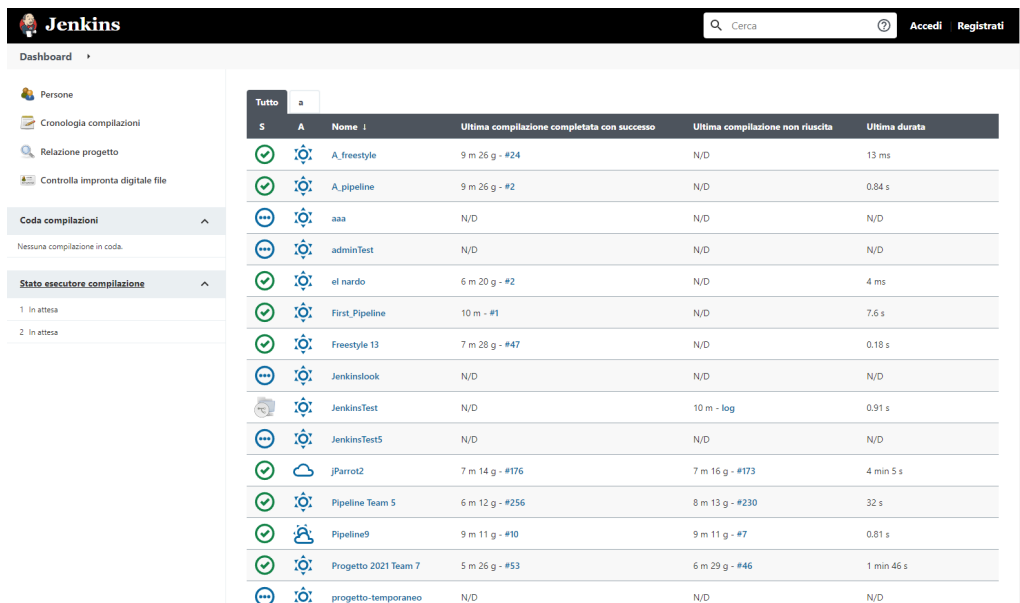 Jenkins
Cerca
Accedi Registrati
Dashboard
Persone
Cronologia compilazioni
Relazione progetto
Controlla impronta digitale file
Coda compilazioni
Nessuna compilazione in coda.
Stato esecutore compilazione
1 In attesa
2 In attesa
Tutto a
S A Nome ↓ Ultima compilazione completata con successo Ultima compilazione non riuscita Ultima durata
A_freestyle 9 m 26 g - #24 N/D 13 ms
A_pipeline 9 m 26 g - #2 N/D 0.84 s
aaa N/D N/D N/D
adminTest N/D N/D N/D
el nardo 6 m 20 g - #2 N/D 4 ms
First_Pipeline 10 m - #1 N/D 7.6 s
Freestyle 13 7 m 28 g - #47 N/D 0.18 s
Jenkinslook N/D N/D N/D
JenkinsTest N/D 10 m - log 0.91 s
JenkinsTest5 N/D N/D N/D
jParrot2 7 m 14 g - #176 7 m 16 g - #173 4 min 5 s
Pipeline Team 5 6 m 12 g - #256 8 m 13 g - #230 32 s
Pipeline9 9 m 11 g - #10 9 m 11 g - #7 0.81 s
Progetto 2021 Team 7 5 m 26 g - #53 6 m 29 g - #46 1 min 46 s
progetto-temporaneo N/D N/D N/D